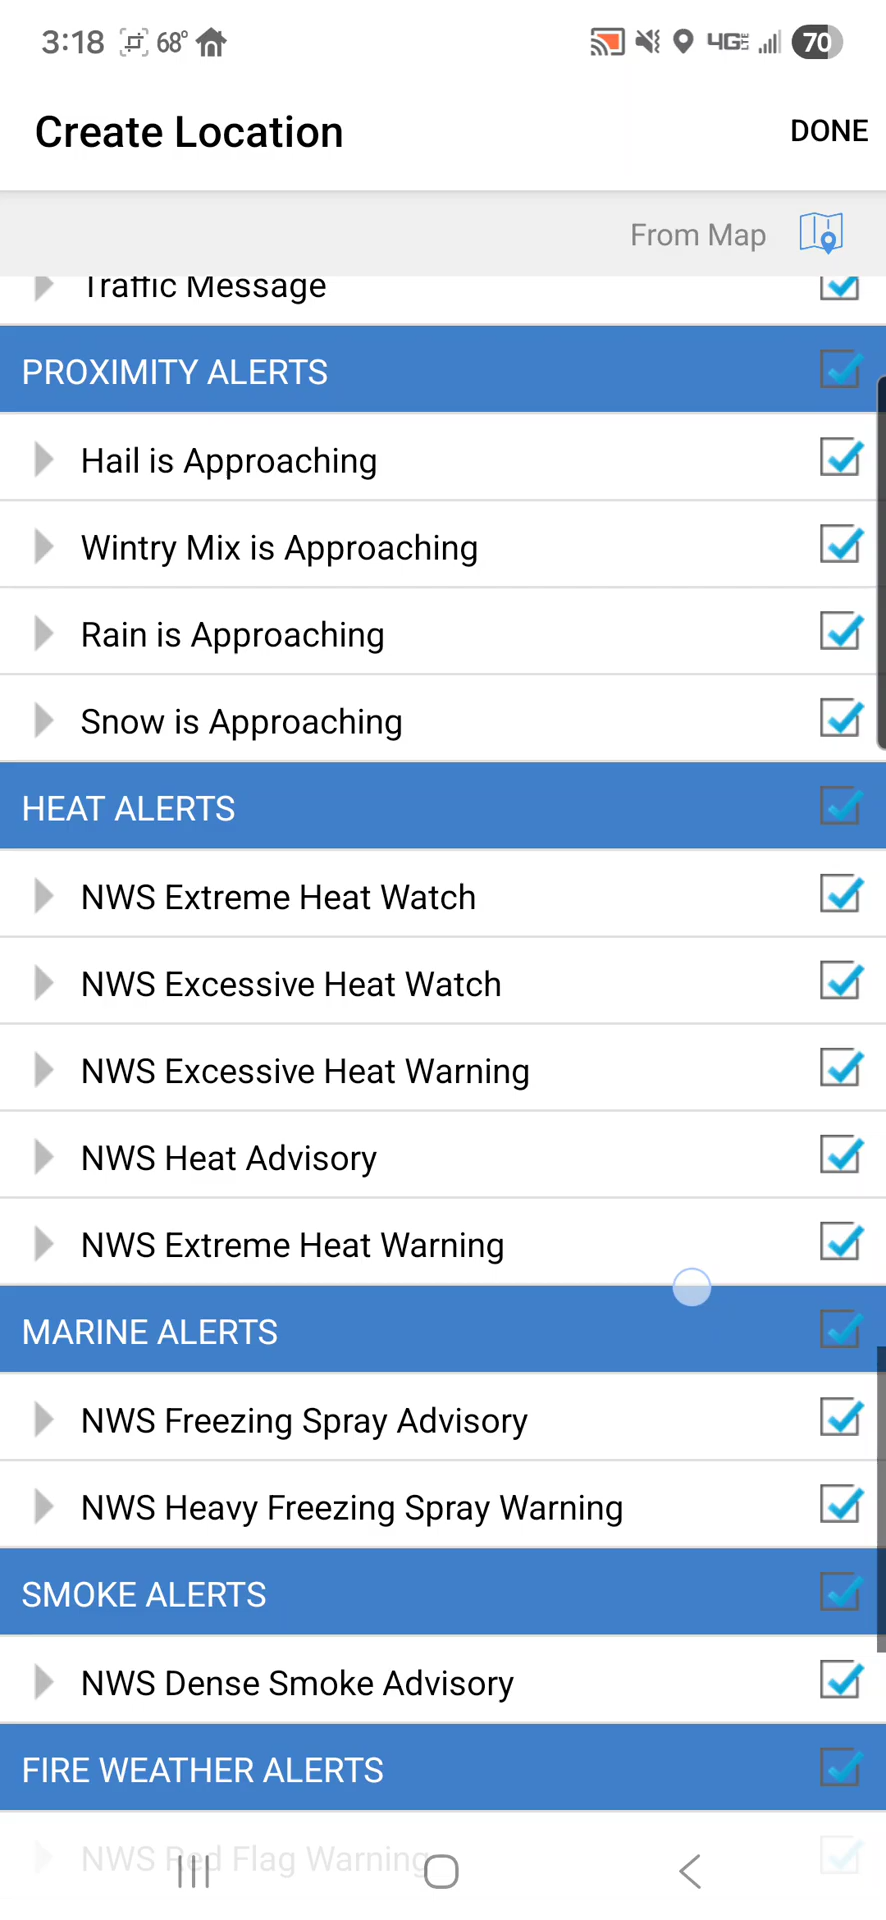 3:18 68° 4G LTE 70
Create Location DONE
From Map
Traffic Message
PROXIMITY ALERTS
Hail is Approaching
Wintry Mix is Approaching
Rain is Approaching
Snow is Approaching
HEAT ALERTS
NWS Extreme Heat Watch
NWS Excessive Heat Watch
NWS Excessive Heat Warning
NWS Heat Advisory
NWS Extreme Heat Warning
MARINE ALERTS
NWS Freezing Spray Advisory
NWS Heavy Freezing Spray Warning
SMOKE ALERTS
NWS Dense Smoke Advisory
FIRE WEATHER ALERTS
NWS Red Flag Warning